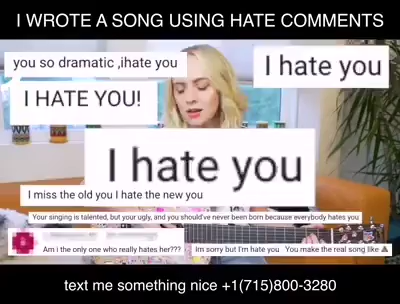 I WROTE A SONG USING HATE COMMENTS
you so dramatic ,ihate you
I hate you
I HATE YOU!
I hate you
I miss the old you I hate the new you
Your singing is talented, but your ugly, and you should've never been born because everybody hates you
Am i the only one who really hates her???
Im sorry but I'm hate you
You make the real song like
text me something nice +1(715)800-3280